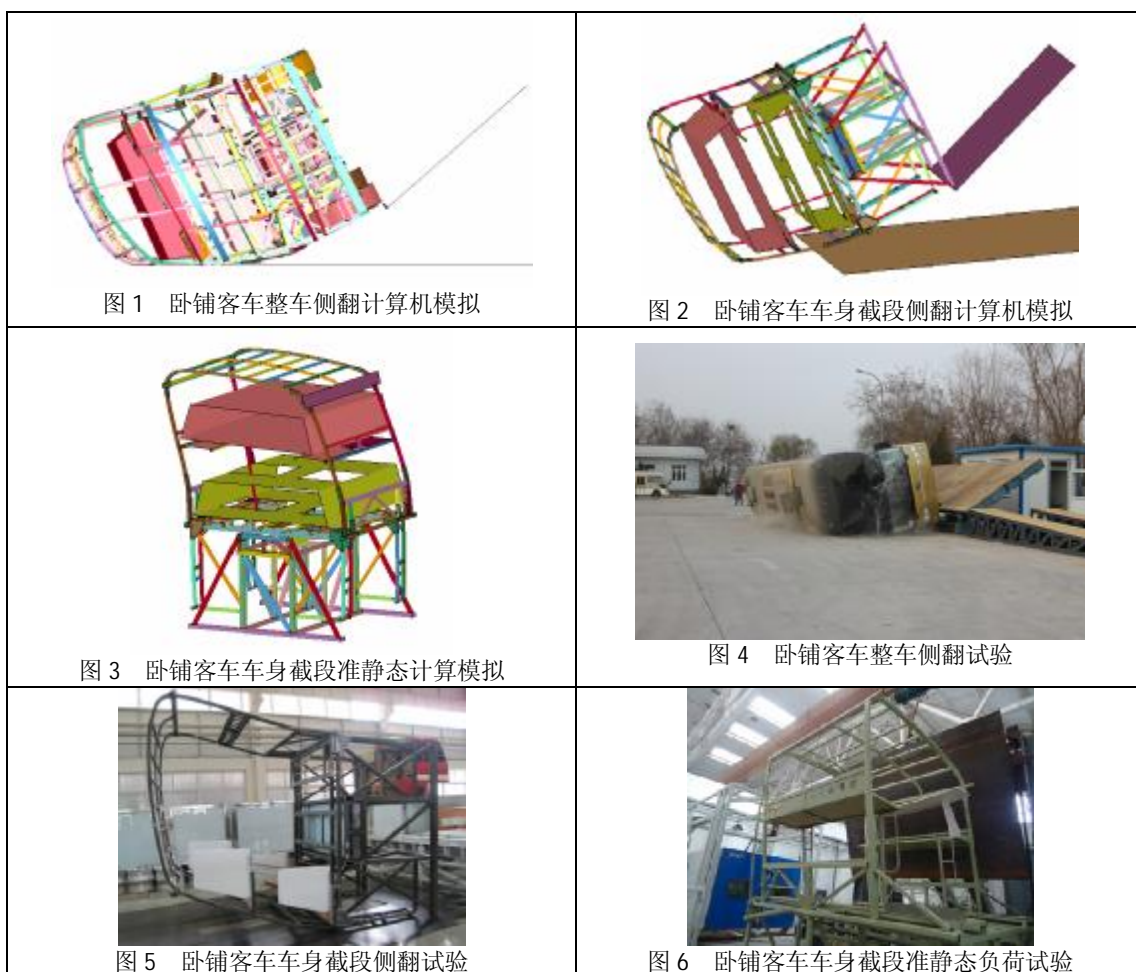 图 1 卧铺客车整车侧翻计算机模拟
图 2 卧铺客车车身截段侧翻计算机模拟
图 3 卧铺客车车身截段准静态计算模拟
图 4 卧铺客车整车侧翻试验
图 5 卧铺客车车身截段侧翻试验
图 6 卧铺客车车身截段准静态负荷试验